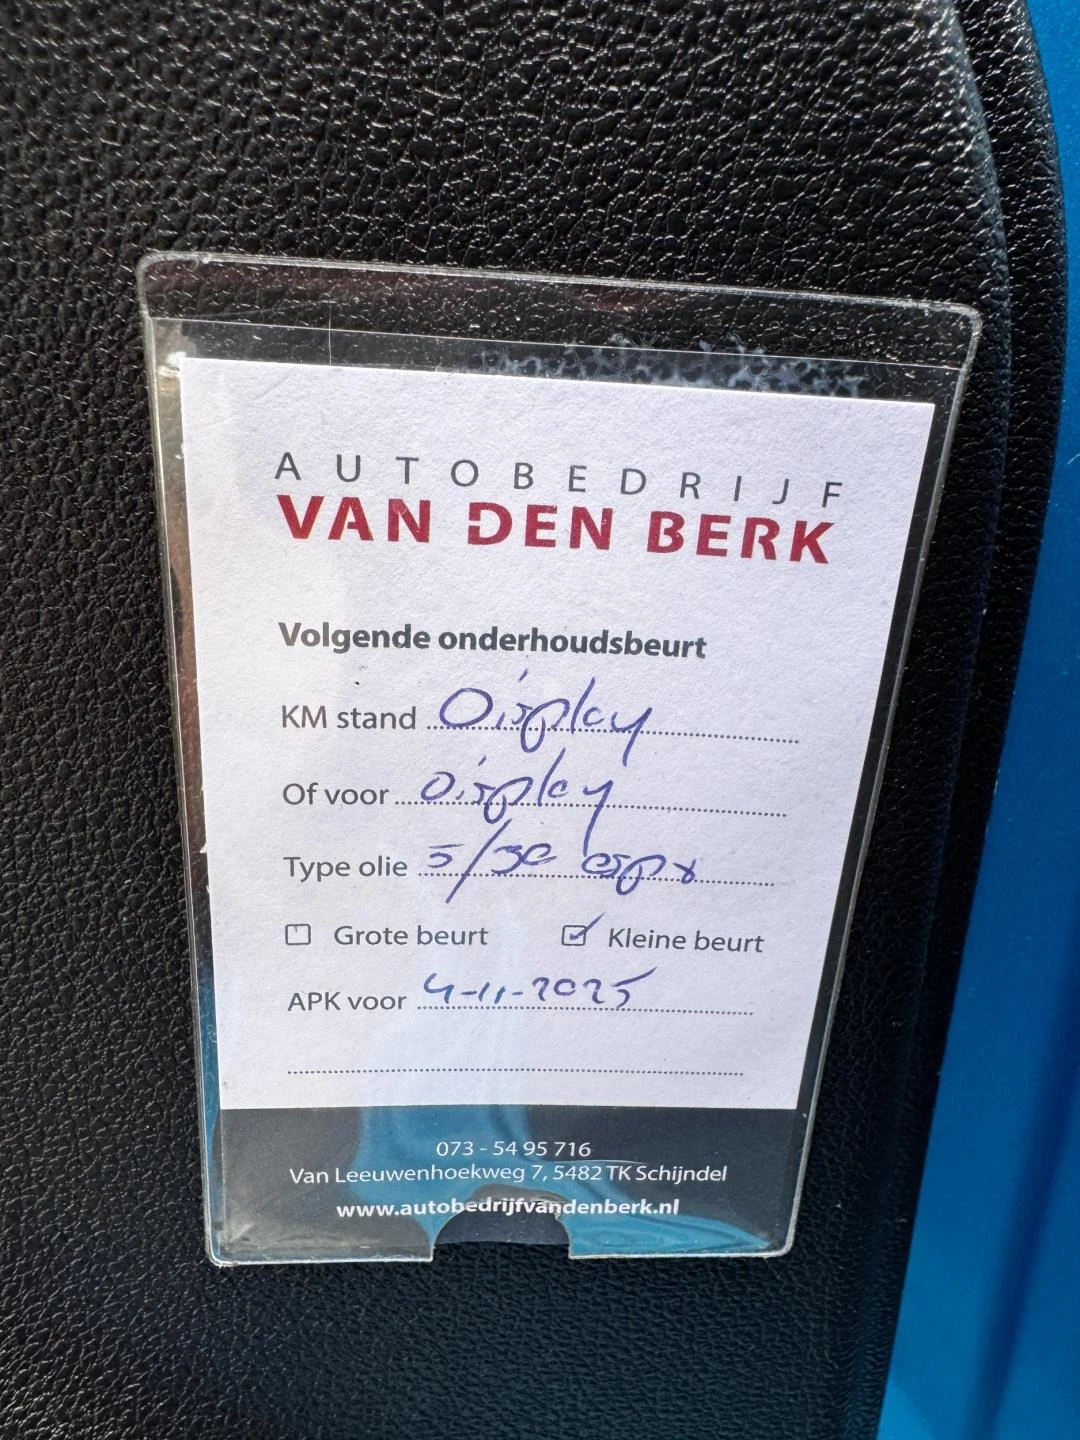 AUTOBEDRIJF
VAN DEN BERK
Volgende onderhoudsbeurt
KM stand Display
Of voor Display
Type olie 5/30
Grote beurt Kleine beurt
APK voor 4-11-2025
073 - 54 95 716
Van Leeuwenhoekweg 7, 5482 TK Schijndel
www.autobedrijfvandenberk.nl